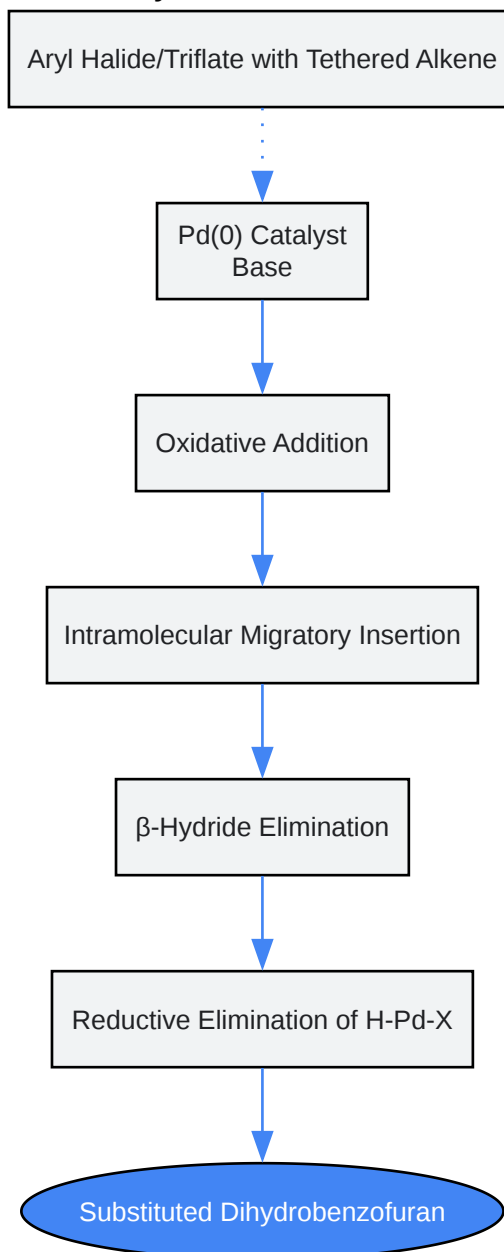 Aryl Halide/Triflate with Tethered Alkene
Pd(0) Catalyst
Base
Oxidative Addition
Intramolecular Migratory Insertion
β-Hydride Elimination
Reductive Elimination of H-Pd-X
Substituted Dihydrobenzofuran